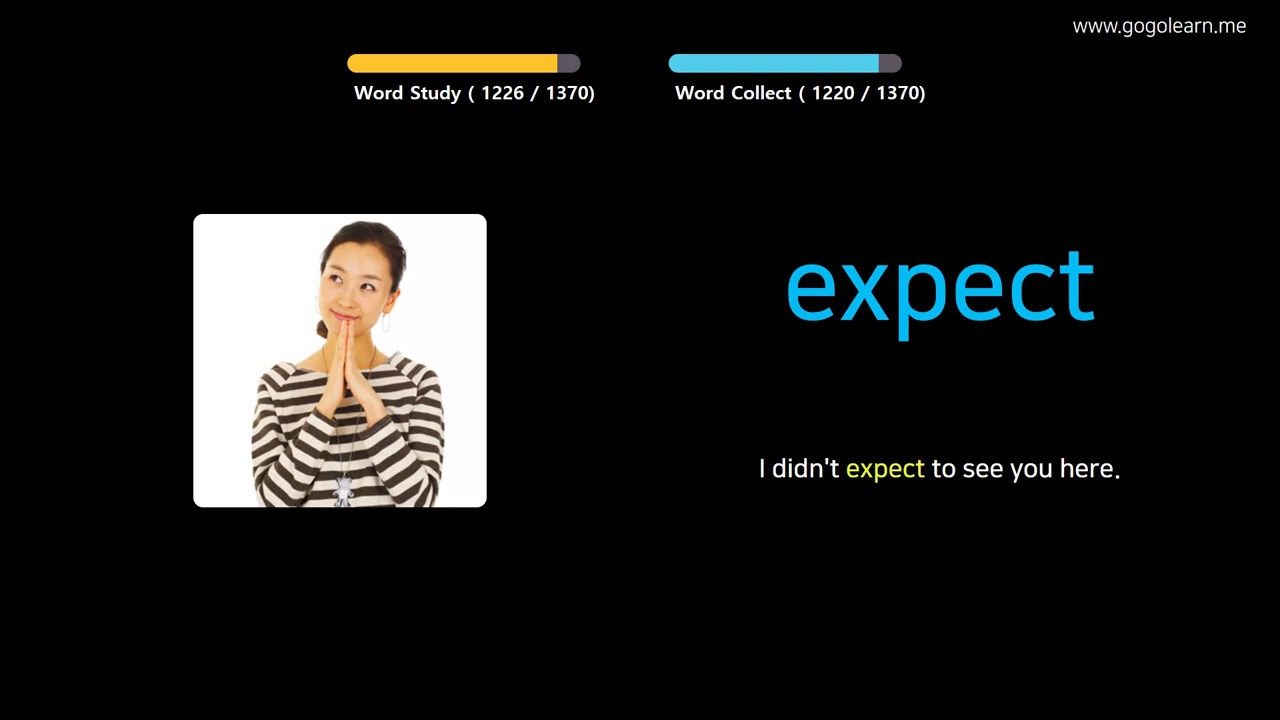 www.gogolearn.me
Word Study ( 1226 / 1370)
Word Collect ( 1220 / 1370)
expect
I didn't expect to see you here.